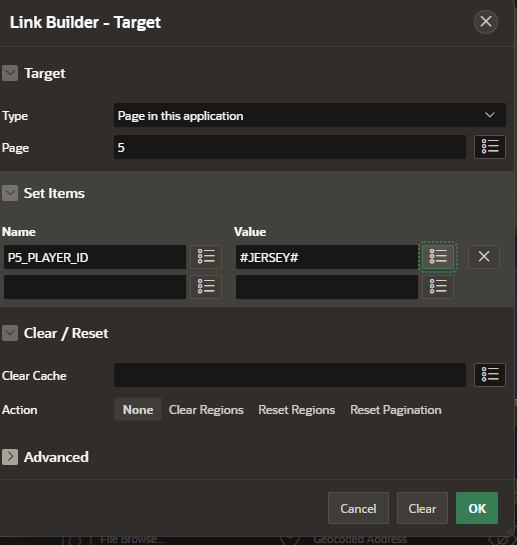 Link Builder - Target
Target
Type Page in this application
Page 5
Set Items
Name Value
P5_PLAYER_ID #JERSEY#
Clear / Reset
Clear Cache
Action None Clear Regions Reset Regions Reset Pagination
Advanced
Cancel Clear OK
File Browse... Geocoded Address